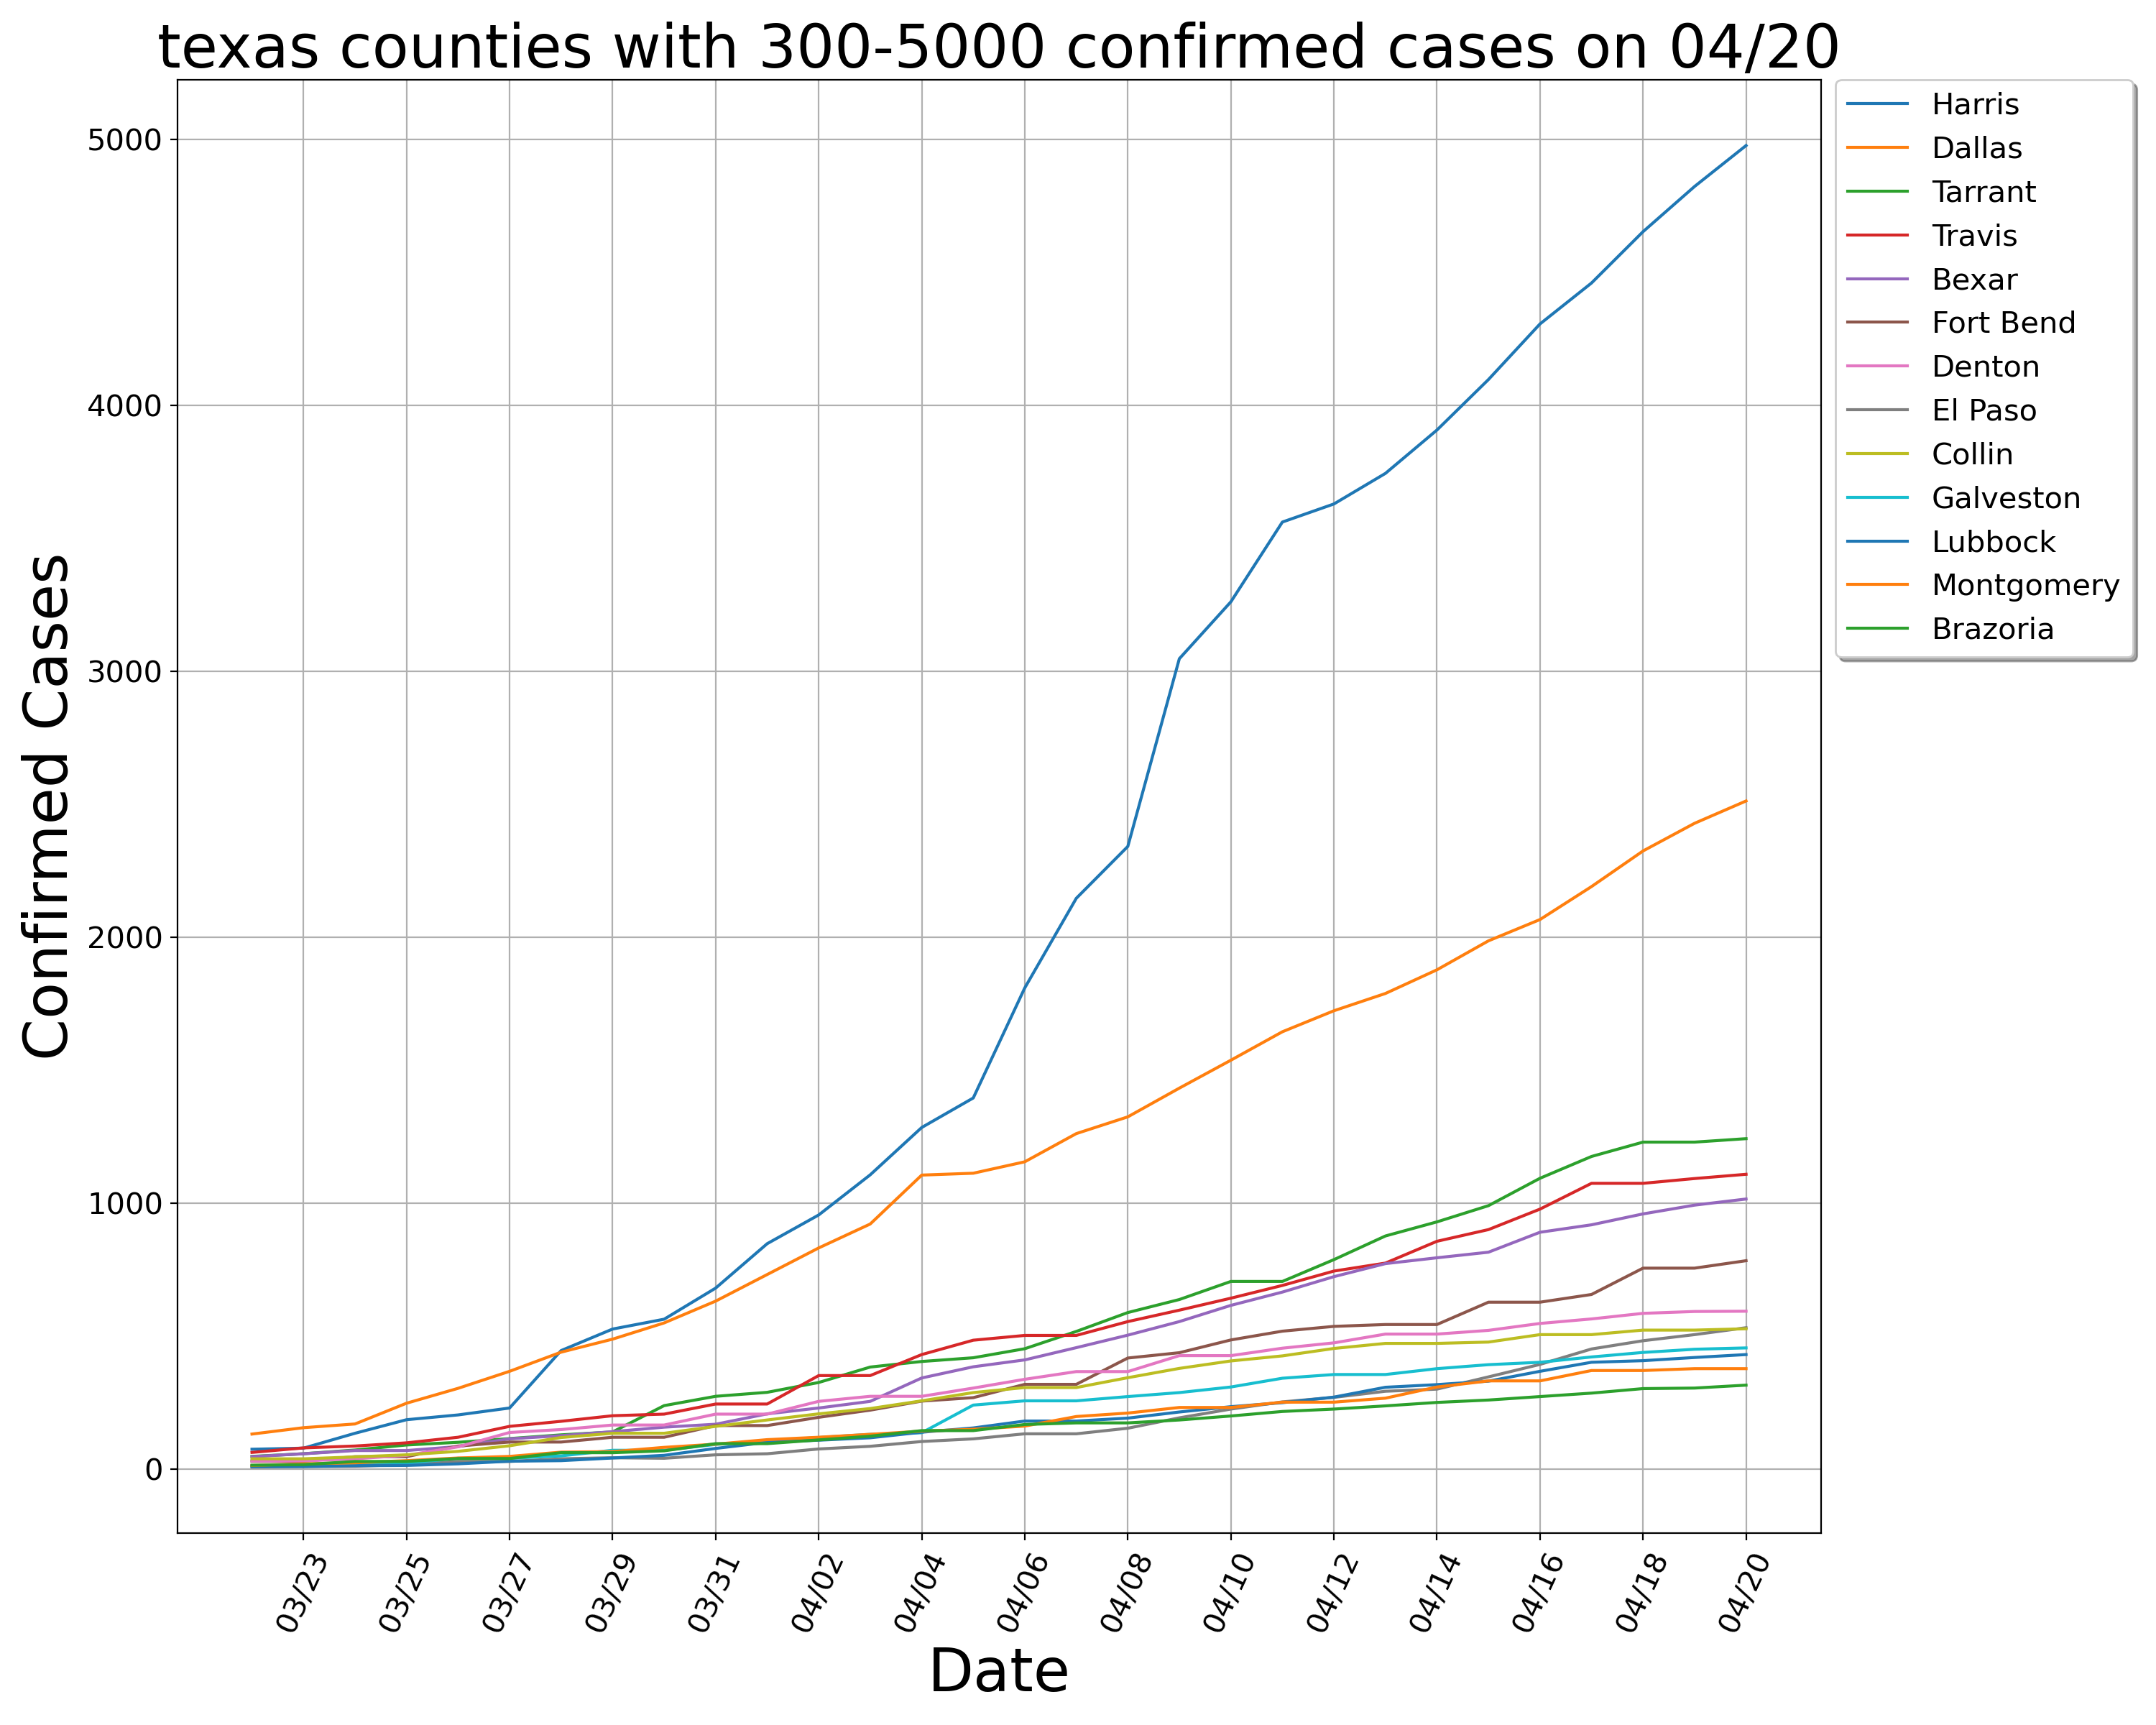 texas counties with 300-5000 confirmed cases on 04/20
Confirmed Cases
5000
4000
3000
2000
1000
0
03/23
03/25
03/27
03/29
03/31
04/02
04/04
04/06
04/08
04/10
04/12
04/14
04/16
04/18
04/20
Date
Harris
Dallas
Tarrant
Travis
Bexar
Fort Bend
Denton
El Paso
Collin
Galveston
Lubbock
Montgomery
Brazoria